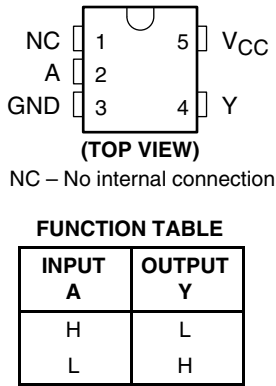 NC 1 5 VCC
A 2
GND 3 4 Y
(TOP VIEW)
NC – No internal connection
FUNCTION TABLE
INPUT A OUTPUT Y
H L
L H